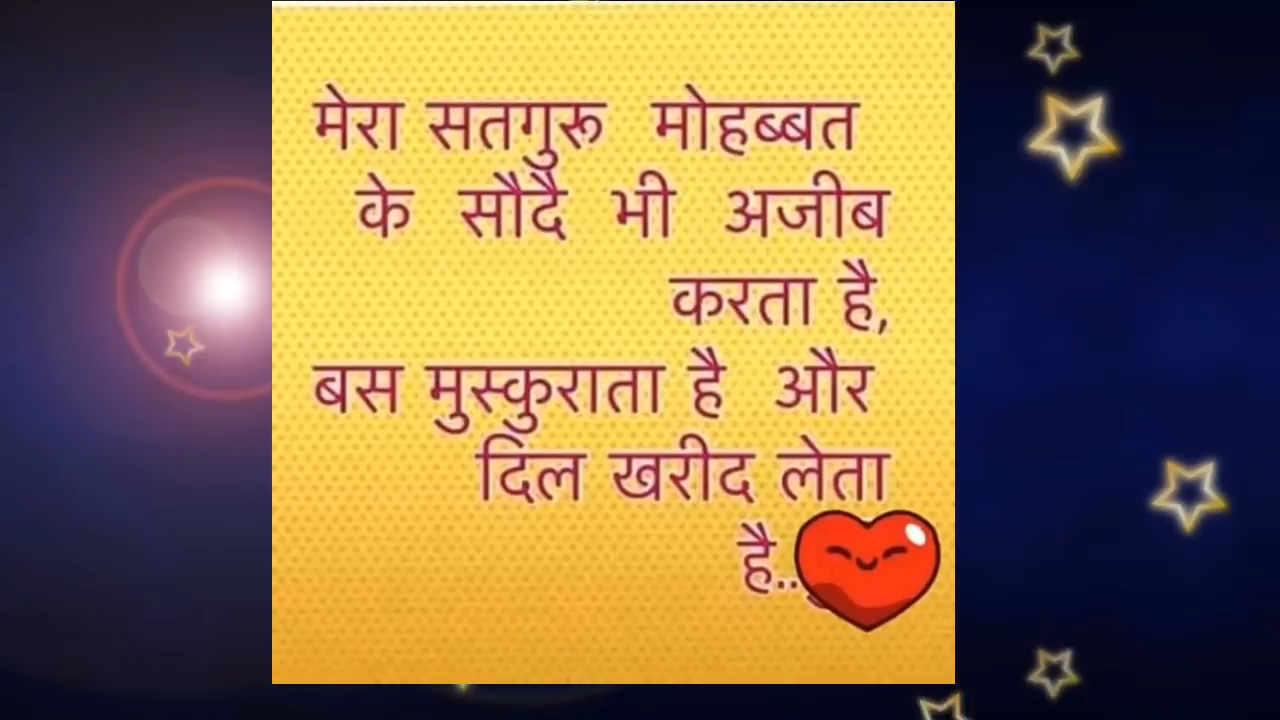 मेरा सतगुरू मोहब्बत
के सौदै भी अजीब
करता है,
बस मुस्कुराता है और
दिल खरीद लेता
है..